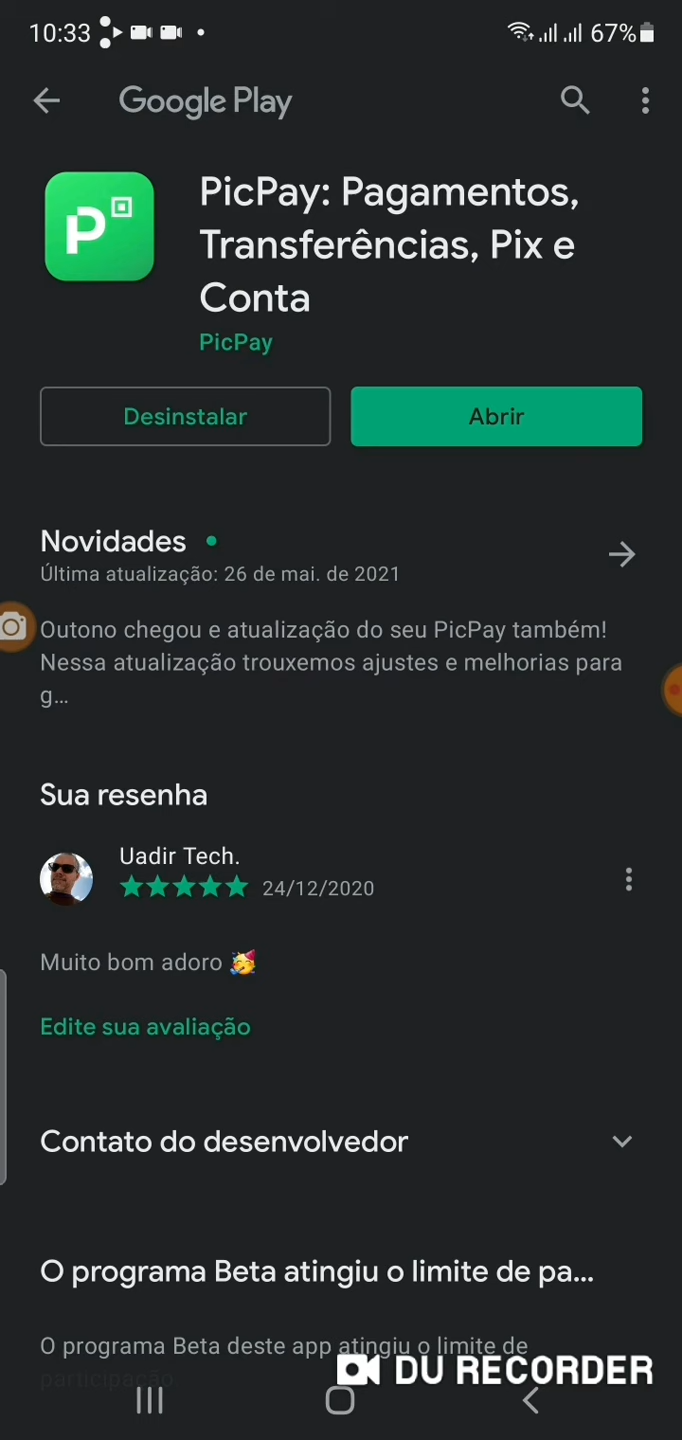 10:33
67%
Google Play
PicPay: Pagamentos,
Transferências, Pix e
Conta
PicPay
Desinstalar
Abrir
Novidades
Última atualização: 26 de mai. de 2021
Outono chegou e atualização do seu PicPay também!
Nessa atualização trouxemos ajustes e melhorias para
g...
Sua resenha
Uadir Tech.
24/12/2020
Muito bom adoro 🥳
Edite sua avaliação
Contato do desenvolvedor
O programa Beta atingiu o limite de pa...
O programa Beta deste app atingiu o limite de
participação
DU RECORDER